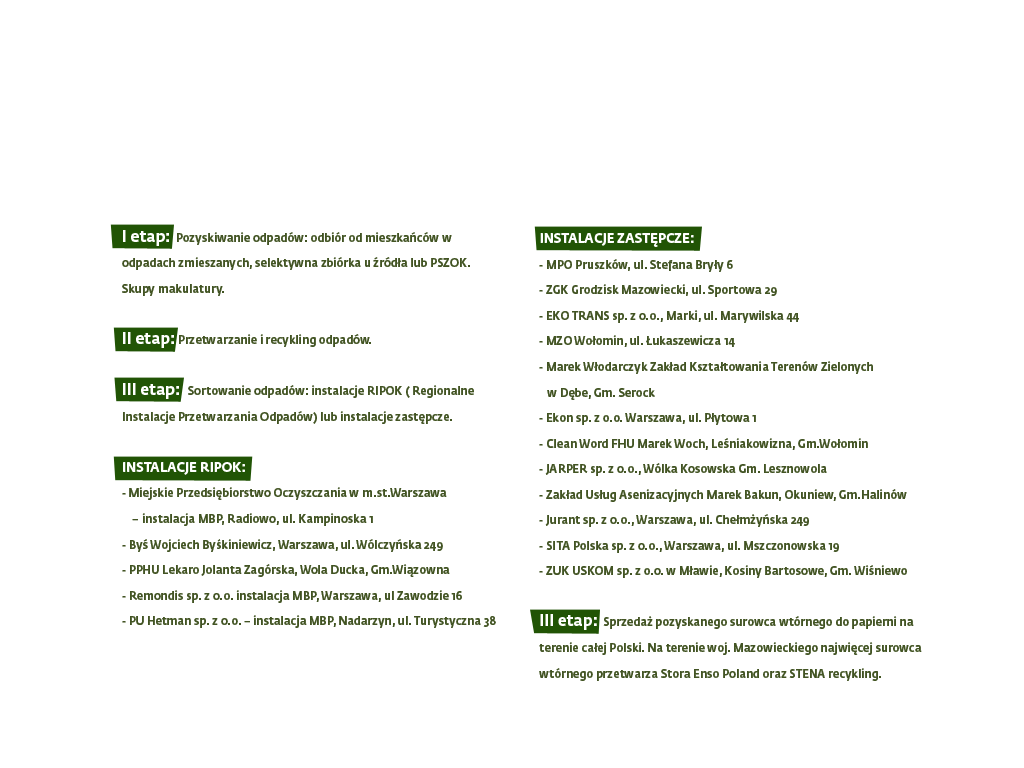 I etap: Pozyskiwanie odpadów: odbiór od mieszkańców w
odpadach zmieszanych, selektywna zbiórka u źródła lub PSZOK.
Skupy makulatury.
II etap: Przetwarzanie i recykling odpadów.
III etap: Sortowanie odpadów: instalacje RIPOK ( Regionalne
Instalacje Przetwarzania Odpadów) lub instalacje zastępcze.
INSTALACJE RIPOK:
- Miejskie Przedsiębiorstwo Oczyszczania w m.st.Warszawa
– instalacja MBP, Radiowo, ul. Kampinoska 1
- Byś Wojciech Byśkiniewicz, Warszawa, ul. Wólczyńska 249
- PPHU Lekaro Jolanta Zagórska, Wola Ducka, Gm.Wiązowna
- Remondis sp. z o.o. instalacja MBP, Warszawa, ul Zawodzie 16
- PU Hetman sp. z o.o. – instalacja MBP, Nadarzyn, ul. Turystyczna 38
INSTALACJE ZASTĘPCZE:
- MPO Pruszków, ul. Stefana Bryły 6
- ZGK Grodzisk Mazowiecki, ul. Sportowa 29
- EKO TRANS sp. z o.o., Marki, ul. Marywilska 44
- MZO Wołomin, ul. Łukaszewicza 14
- Marek Włodarczyk Zakład Kształtowania Terenów Zielonych
w Dębe, Gm. Serock
- Ekon sp. z o.o. Warszawa, ul. Płytowa 1
- Clean Word FHU Marek Woch, Leśniakowizna, Gm.Wołomin
- JARPER sp. z o.o., Wólka Kosowska Gm. Lesznowola
- Zakład Usług Asenizacyjnych Marek Bakun, Okuniew, Gm.Halinów
- Jurant sp. z o.o., Warszawa, ul. Chełmżyńska 249
- SITA Polska sp. z o.o., Warszawa, ul. Mszczonowska 19
- ZUK USKOM sp. z o.o. w Mławie, Kosiny Bartosowe, Gm. Wiśniewo
III etap: Sprzedaż pozyskanego surowca wtórnego do papierni na
terenie całej Polski. Na terenie woj. Mazowieckiego najwięcej surowca
wtórnego przetwarza Stora Enso Poland oraz STENA recykling.